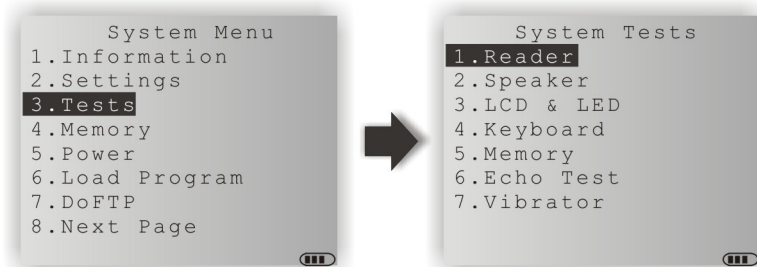 System Menu
1.Information
2.Settings
3.Tests
4.Memory
5.Power
6.Load Program
7.DoFTP
8.Next Page
System Tests
1.Reader
2.Speaker
3.LCD & LED
4.Keyboard
5.Memory
6.Echo Test
7.Vibrator